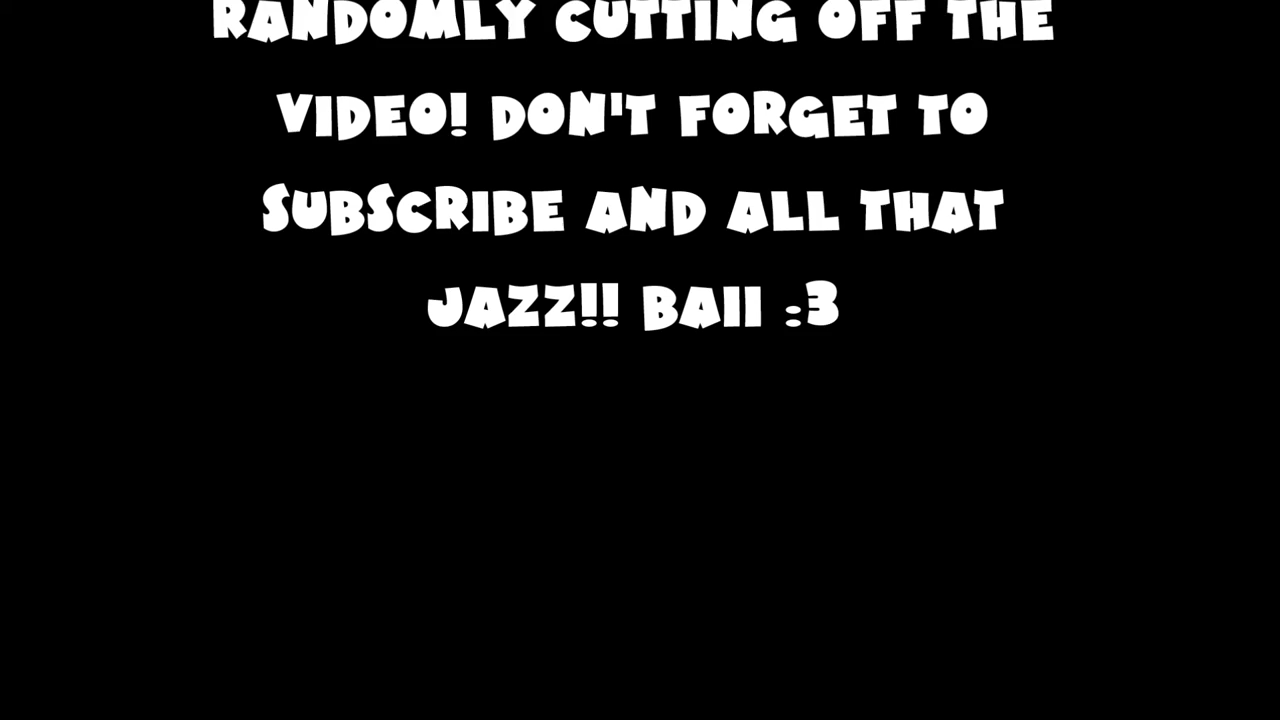 RANDOMLY CUTTING OFF THE
VIDEO! DON'T FORGET TO
SUBSCRIBE AND ALL THAT
JAZZ!! BAII :3